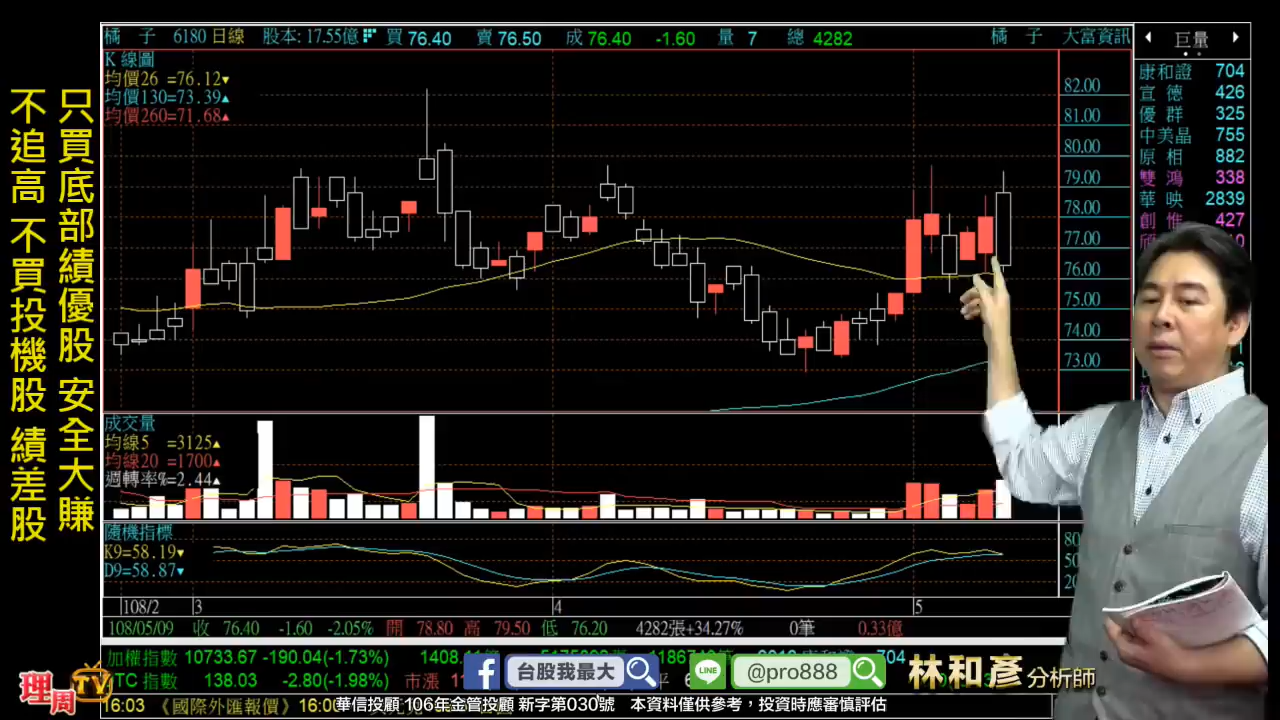 只買底部績優股 安全大賺
不追高 不買投機股 績差股
橘 子 6180 日線 股本: 17.55億 買 76.40 賣 76.50 成 76.40 -1.60 量 7 總 4282 橘 子 大富資訊
K 線圖
均價26 =76.12▼
均價130=73.39▲
均價260=71.68▲
82.00
81.00
80.00
79.00
78.00
77.00
76.00
75.00
74.00
73.00
巨量
康和證 704
宣 德 426
優 群 325
中美晶 755
原 相 882
雙 鴻 338
華 映 2839
創 惟 427
成交量
均線5 =3125▲
均線20 =1700▲
週轉率%=2.44▲
隨機指標
K9=58.19▼
D9=58.87▼
80
50
20
108/2 3 4 5
108/05/09 收 76.40 -1.60 -2.05% 開 78.80 高 79.50 低 76.20 4282張+34.27% 0筆 0.33億
加權指數 10733.67 -190.04(-1.73%) 704
OTC 指數 138.03 -2.80(-1.98%) 市漲
台股我最大
LINE
@pro888
林和彥 分析師
理周TV
16:03 《國際外匯報價》 16:00
華信投顧 106年金管投顧 新字第030號 本資料僅供參考，投資時應審慎評估